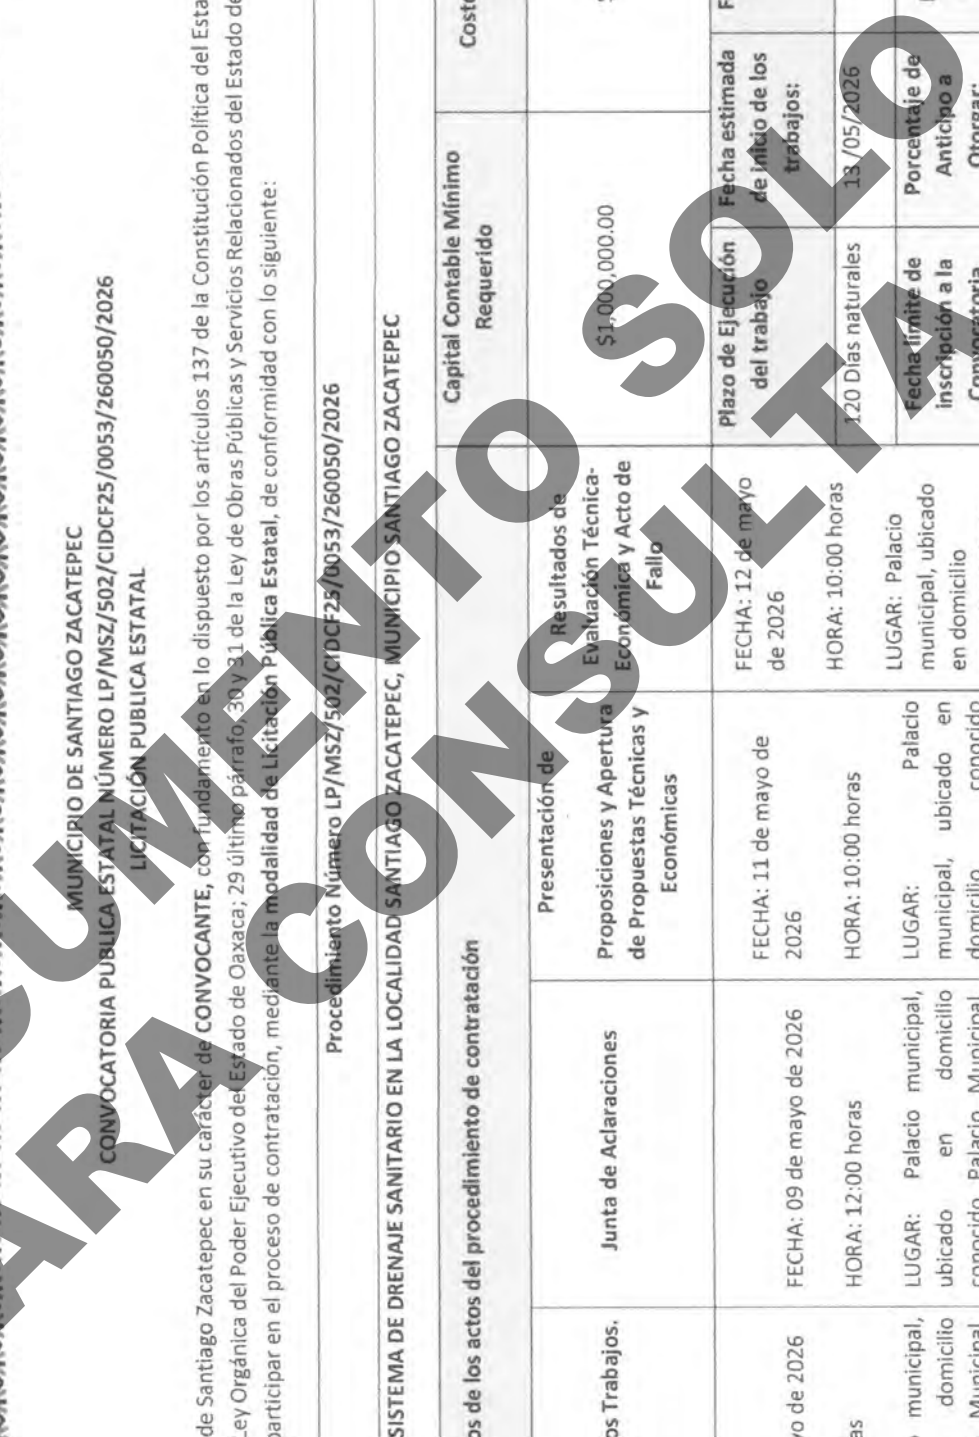 MUNICIPIO DE SANTIAGO ZACATEPEC
CONVOCATORIA PUBLICA ESTATAL NÚMERO LP/MSZ/502/CIDCF25/0053/260050/2026
LICITACIÓN PUBLICA ESTATAL
de Santiago Zacatepec en su carácter de CONVOCANTE, con fundamento en lo dispuesto por los artículos 137 de la Constitución Política del Esta
Ley Orgánica del Poder Ejecutivo del Estado de Oaxaca; 29 último párrafo, 30 y 31 de la Ley de Obras Públicas y Servicios Relacionados del Estado de
participar en el proceso de contratación, mediante la modalidad de Licitación Pública Estatal, de conformidad con lo siguiente:
Procedimiento Número LP/MSZ/502/CIDCF25/0053/260050/2026
SISTEMA DE DRENAJE SANITARIO EN LA LOCALIDAD SANTIAGO ZACATEPEC, MUNICIPIO SANTIAGO ZACATEPEC
os de los actos del procedimiento de contratación
Capital Contable Mínimo
Requerido
Costo
os Trabajos.
Junta de Aclaraciones
Presentación de
Proposiciones y Apertura
de Propuestas Técnicas y
Económicas
Resultados de
Evaluación Técnica-
Económica y Acto de
Fallo
$1,000,000.00
yo de 2026
as
municipal,
domicilio
Municipal
FECHA: 09 de mayo de 2026
HORA: 12:00 horas
LUGAR: Palacio municipal,
ubicado en domicilio
conocido Palacio Municipal
FECHA: 11 de mayo de
2026
HORA: 10:00 horas
LUGAR: Palacio
municipal, ubicado en
domicilio conocido
FECHA: 12 de mayo
de 2026
HORA: 10:00 horas
LUGAR: Palacio
municipal, ubicado
en domicilio
Plazo de Ejecución
del trabajo
Fecha estimada
de inicio de los
trabajos:
120 Días naturales
13/05/2026
Fecha límite de
inscripción a la
Convocatoria
Porcentaje de
Anticipo a
Otorgar:
CUMENTO SOLO
ARA CONSULTA